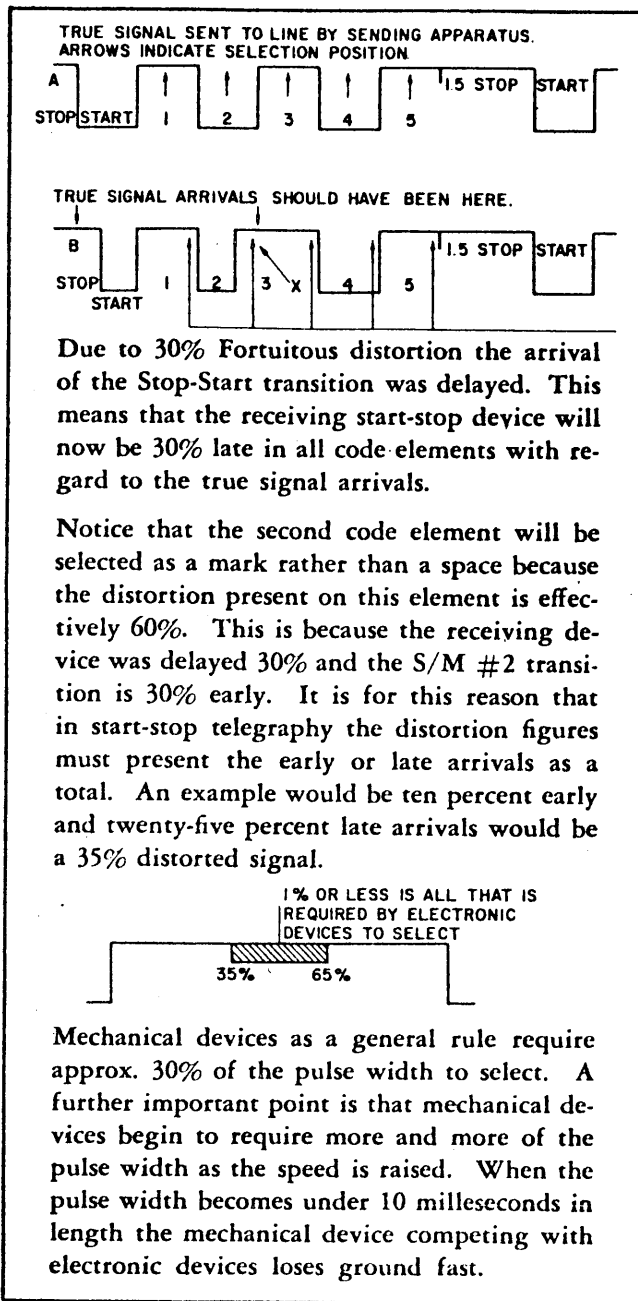 TRUE SIGNAL SENT TO LINE BY SENDING APPARATUS.
ARROWS INDICATE SELECTION POSITION
A
1.5 STOP START
STOP START 1 2 3 4 5
TRUE SIGNAL ARRIVALS SHOULD HAVE BEEN HERE.
B
1.5 STOP START
STOP 1 2 3 X 4 5
START
Due to 30% Fortuitous distortion the arrival
of the Stop-Start transition was delayed. This
means that the receiving start-stop device will
now be 30% late in all code elements with re-
gard to the true signal arrivals.
Notice that the second code element will be
selected as a mark rather than a space because
the distortion present on this element is effec-
tively 60%. This is because the receiving de-
vice was delayed 30% and the S/M #2 transi-
tion is 30% early. It is for this reason that
in start-stop telegraphy the distortion figures
must present the early or late arrivals as a
total. An example would be ten percent early
and twenty-five percent late arrivals would be
a 35% distorted signal.
1% OR LESS IS ALL THAT IS
REQUIRED BY ELECTRONIC
DEVICES TO SELECT
35% 65%
Mechanical devices as a general rule require
approx. 30% of the pulse width to select. A
further important point is that mechanical de-
vices begin to require more and more of the
pulse width as the speed is raised. When the
pulse width becomes under 10 milleseconds in
length the mechanical device competing with
electronic devices loses ground fast.